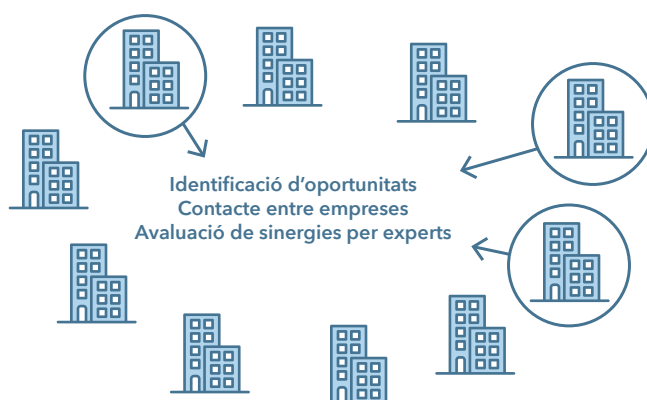 Identificació d’oportunitats
Contacte entre empreses
Avaluació de sinergies per experts